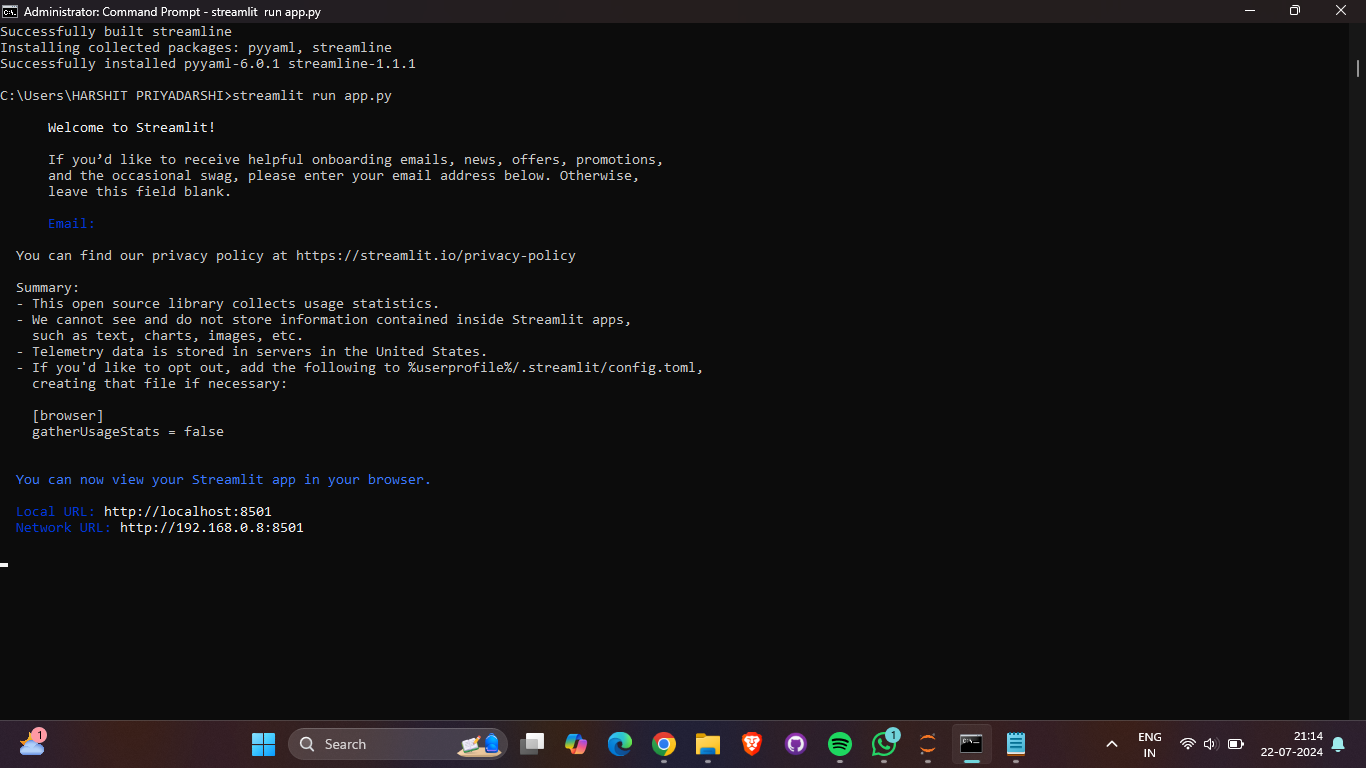 Administrator: Command Prompt - streamlit  run app.py
Successfully built streamline
Installing collected packages: pyyaml, streamline
Successfully installed pyyaml-6.0.1 streamline-1.1.1
C:\Users\HARSHIT PRIYADARSHI>streamlit run app.py
Welcome to Streamlit!
If you’d like to receive helpful onboarding emails, news, offers, promotions,
and the occasional swag, please enter your email address below. Otherwise,
leave this field blank.
Email:
You can find our privacy policy at https://streamlit.io/privacy-policy
Summary:
- This open source library collects usage statistics.
- We cannot see and do not store information contained inside Streamlit apps,
such as text, charts, images, etc.
- Telemetry data is stored in servers in the United States.
- If you'd like to opt out, add the following to %userprofile%/.streamlit/config.toml,
creating that file if necessary:
[browser]
gatherUsageStats = false
You can now view your Streamlit app in your browser.
Local URL: http://localhost:8501
Network URL: http://192.168.0.8:8501
1
Search
1
ENG
IN
21:14
22-07-2024